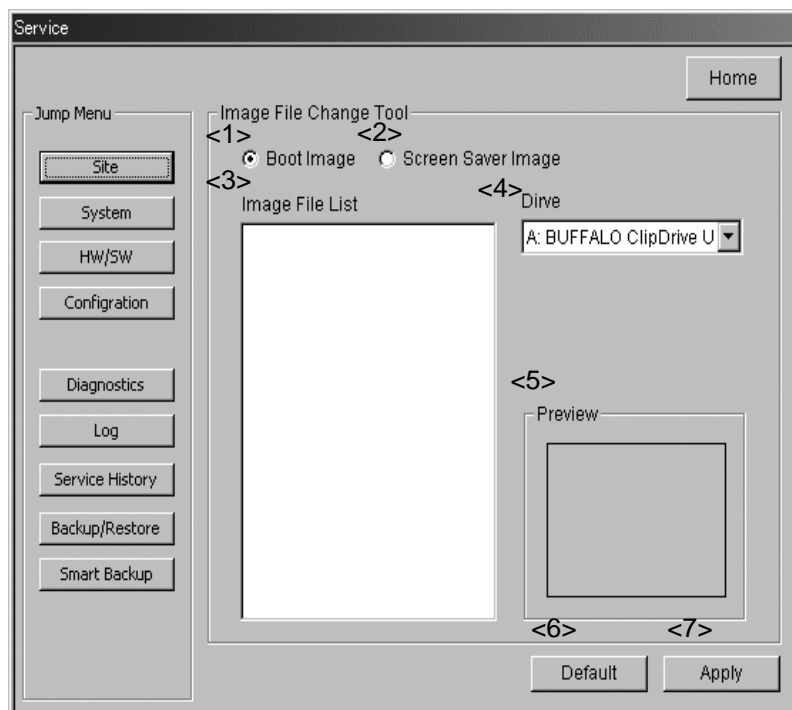 Service
Home
Jump Menu
Site
System
HW/SW
Configration
Diagnostics
Log
Service History
Backup/Restore
Smart Backup
Image File Change Tool
<1>
<2>
Boot Image
Screen Saver Image
<3>
<4>
Image File List
Dirve
A: BUFFALO ClipDrive U
<5>
Preview
<6>
<7>
Default
Apply